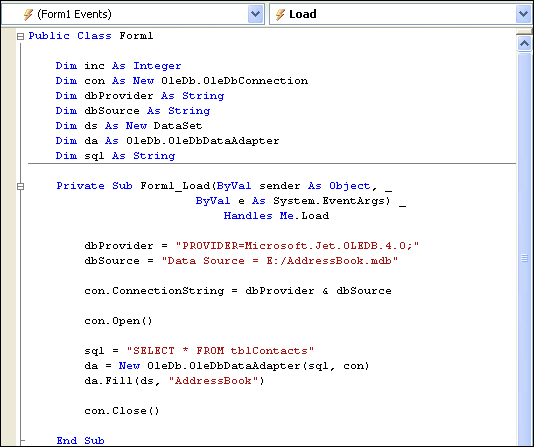 (Form1 Events) Load
Public Class Form1
Dim inc As Integer
Dim con As New OleDb.OleDbConnection
Dim dbProvider As String
Dim dbSource As String
Dim ds As New DataSet
Dim da As OleDb.OleDbDataAdapter
Dim sql As String
Private Sub Form1_Load(ByVal sender As Object, _
ByVal e As System.EventArgs) _
Handles Me.Load
dbProvider = "PROVIDER=Microsoft.Jet.OLEDB.4.0;"
dbSource = "Data Source = E:/AddressBook.mdb"
con.ConnectionString = dbProvider & dbSource
con.Open()
sql = "SELECT * FROM tblContacts"
da = New OleDb.OleDbDataAdapter(sql, con)
da.Fill(ds, "AddressBook")
con.Close()
End Sub